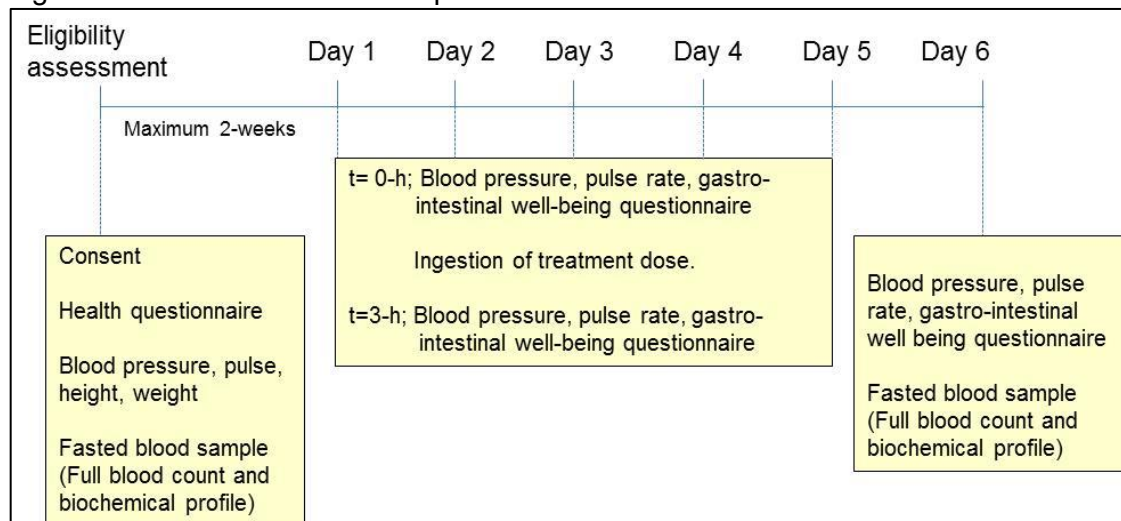 Eligibility
assessment
Day 1
Day 2
Day 3
Day 4
Day 5
Day 6
Maximum 2-weeks
Consent
Health questionnaire
Blood pressure, pulse,
height, weight
Fasted blood sample
(Full blood count and
biochemical profile)
t= 0-h; Blood pressure, pulse rate, gastro-
intestinal well-being questionnaire
Ingestion of treatment dose.
t=3-h; Blood pressure, pulse rate, gastro-
intestinal well-being questionnaire
Blood pressure, pulse
rate, gastro-intestinal
well being questionnaire
Fasted blood sample
(Full blood count and
biochemical profile)